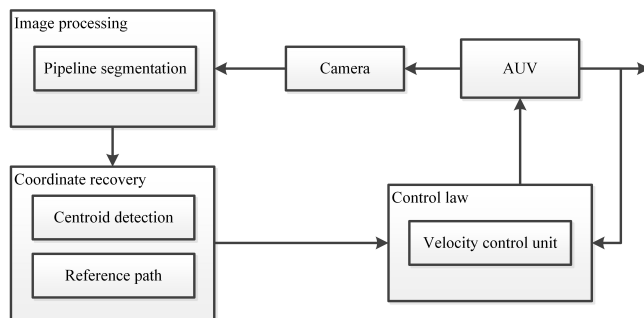 Image processing
Pipeline segmentation
Camera
AUV
Coordinate recovery
Centroid detection
Reference path
Control law
Velocity control unit